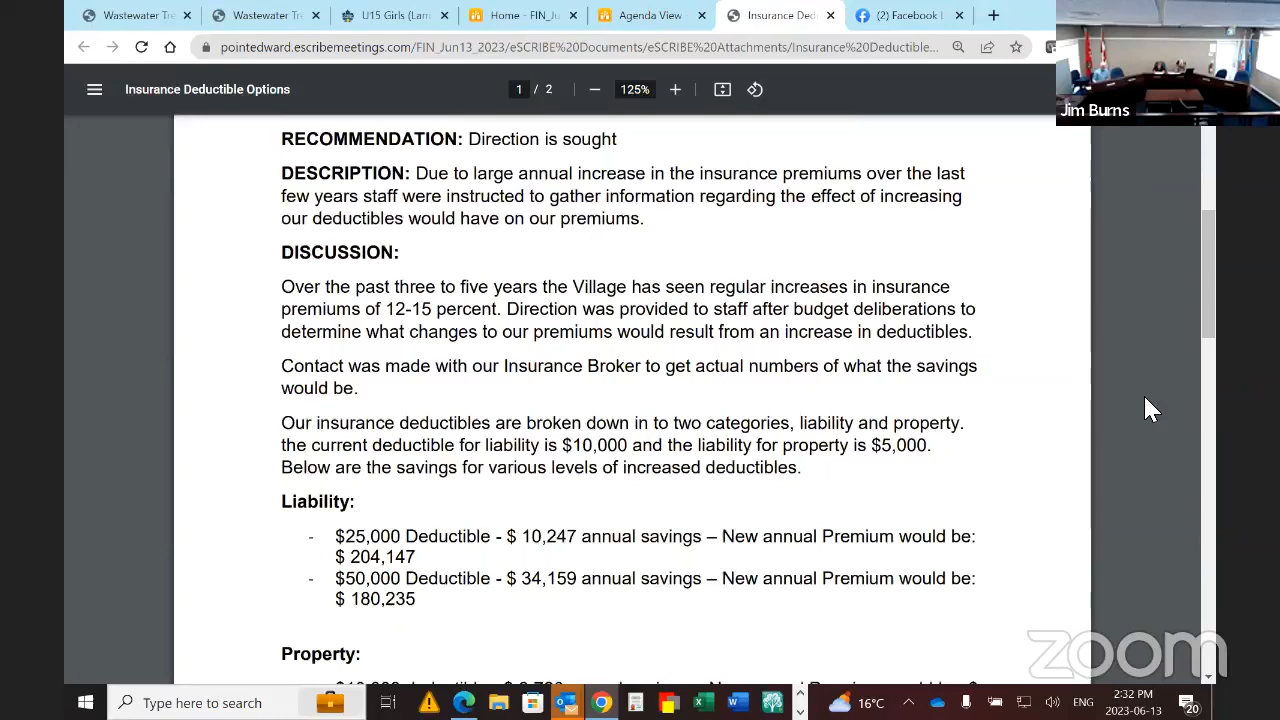 Wastewater Tre
Wastewater Tre
U15 Girls (Lam
Home - FIN_Ju
Agenda View -
Insurance Ded
(2) Facebook L
pointedward.escribemeetings.com/FIN_Jun13_2023/eSCRIBE%20Documents/eSCRIBE%20Attachments/Insurance%20Deductible...
Insurance Deductible Options
1 / 2
125%
Jim Burns
RECOMMENDATION: Direction is sought
DESCRIPTION: Due to large annual increase in the insurance premiums over the last
few years staff were instructed to gather information regarding the effect of increasing
our deductibles would have on our premiums.
DISCUSSION:
Over the past three to five years the Village has seen regular increases in insurance
premiums of 12-15 percent. Direction was provided to staff after budget deliberations to
determine what changes to our premiums would result from an increase in deductibles.
Contact was made with our Insurance Broker to get actual numbers of what the savings
would be.
Our insurance deductibles are broken down in to two categories, liability and property.
the current deductible for liability is $10,000 and the liability for property is $5,000.
Below are the savings for various levels of increased deductibles.
Liability:
- $25,000 Deductible - $ 10,247 annual savings – New annual Premium would be:
$ 204,147
- $50,000 Deductible - $ 34,159 annual savings – New annual Premium would be:
$ 180,235
Property:
zoom
Type here to search
16°C
ENG
2:32 PM
2023-06-13
20